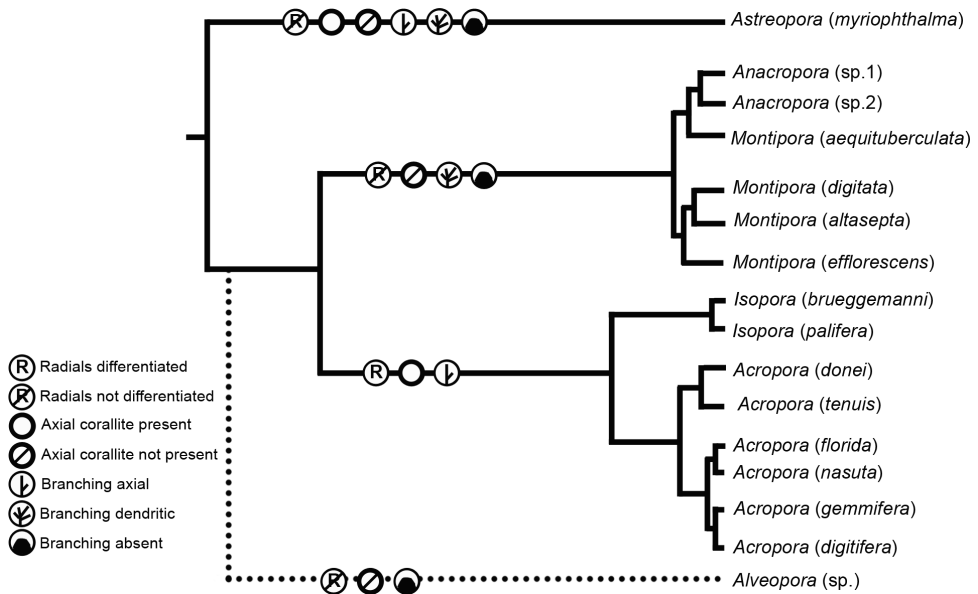 Astreopora (myriophthalma)
Anacropora (sp.1)
Anacropora (sp.2)
Montipora (aequituberculata)
Montipora (digitata)
Montipora (altasepta)
Montipora (efflorescens)
Isopora (brueggemanni)
Isopora (palifera)
Acropora (donei)
Acropora (tenuis)
Acropora (florida)
Acropora (nasuta)
Acropora (gemmifera)
Acropora (digitifera)
Alveopora (sp.)
R
R
R
R
R Radials differentiated
R Radials not differentiated
Axial corallite present
Axial corallite not present
Branching axial
Branching dendritic
Branching absent